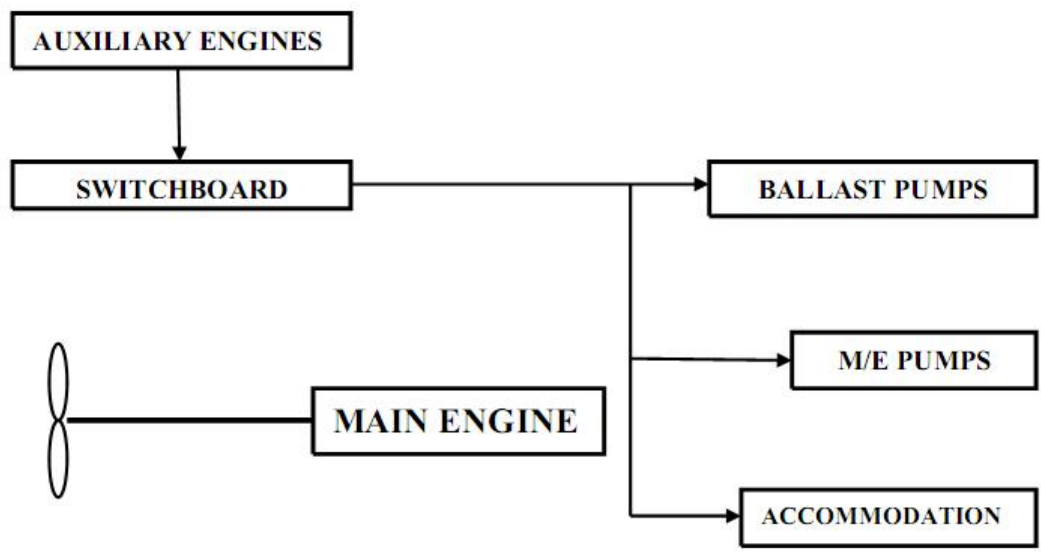 AUXILIARY ENGINES
SWITCHBOARD
BALLAST PUMPS
M/E PUMPS
MAIN ENGINE
ACCOMMODATION